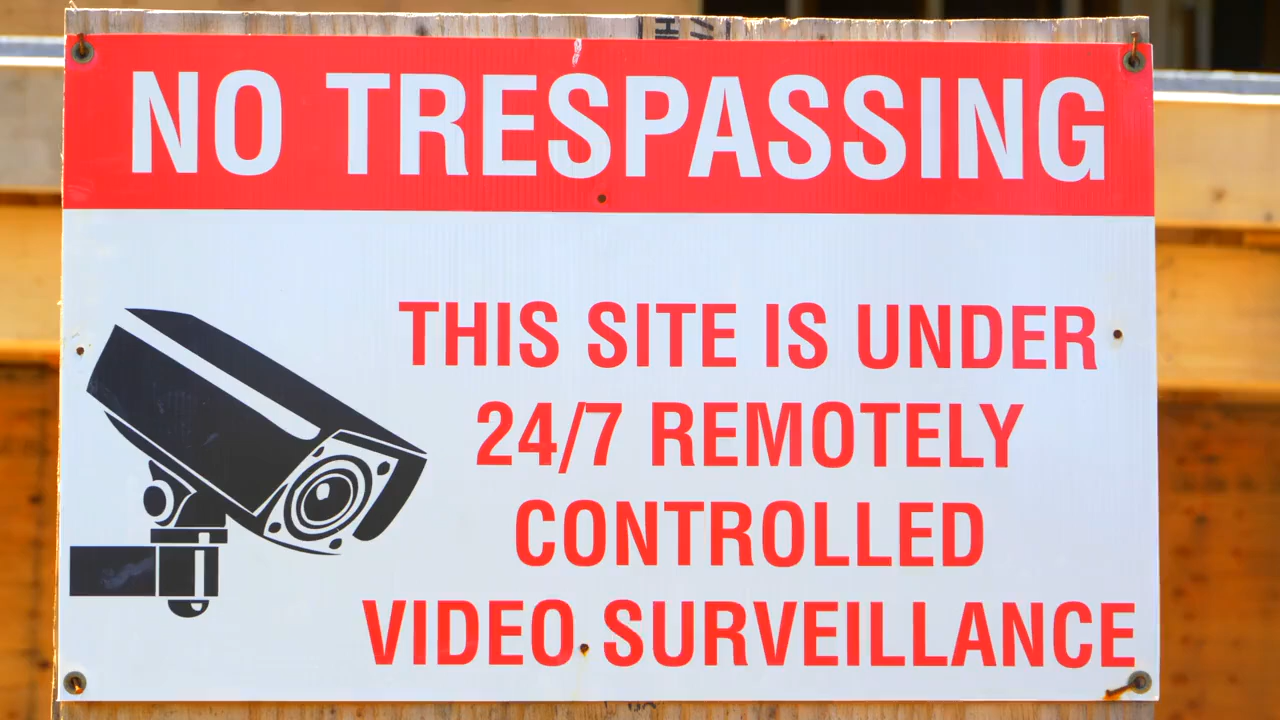 NO TRESPASSING
THIS SITE IS UNDER
24/7 REMOTELY
CONTROLLED
VIDEO SURVEILLANCE